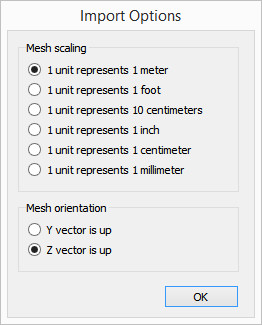 Import Options
Mesh scaling
1 unit represents 1 meter
1 unit represents 1 foot
1 unit represents 10 centimeters
1 unit represents 1 inch
1 unit represents 1 centimeter
1 unit represents 1 millimeter
Mesh orientation
Y vector is up
Z vector is up
OK